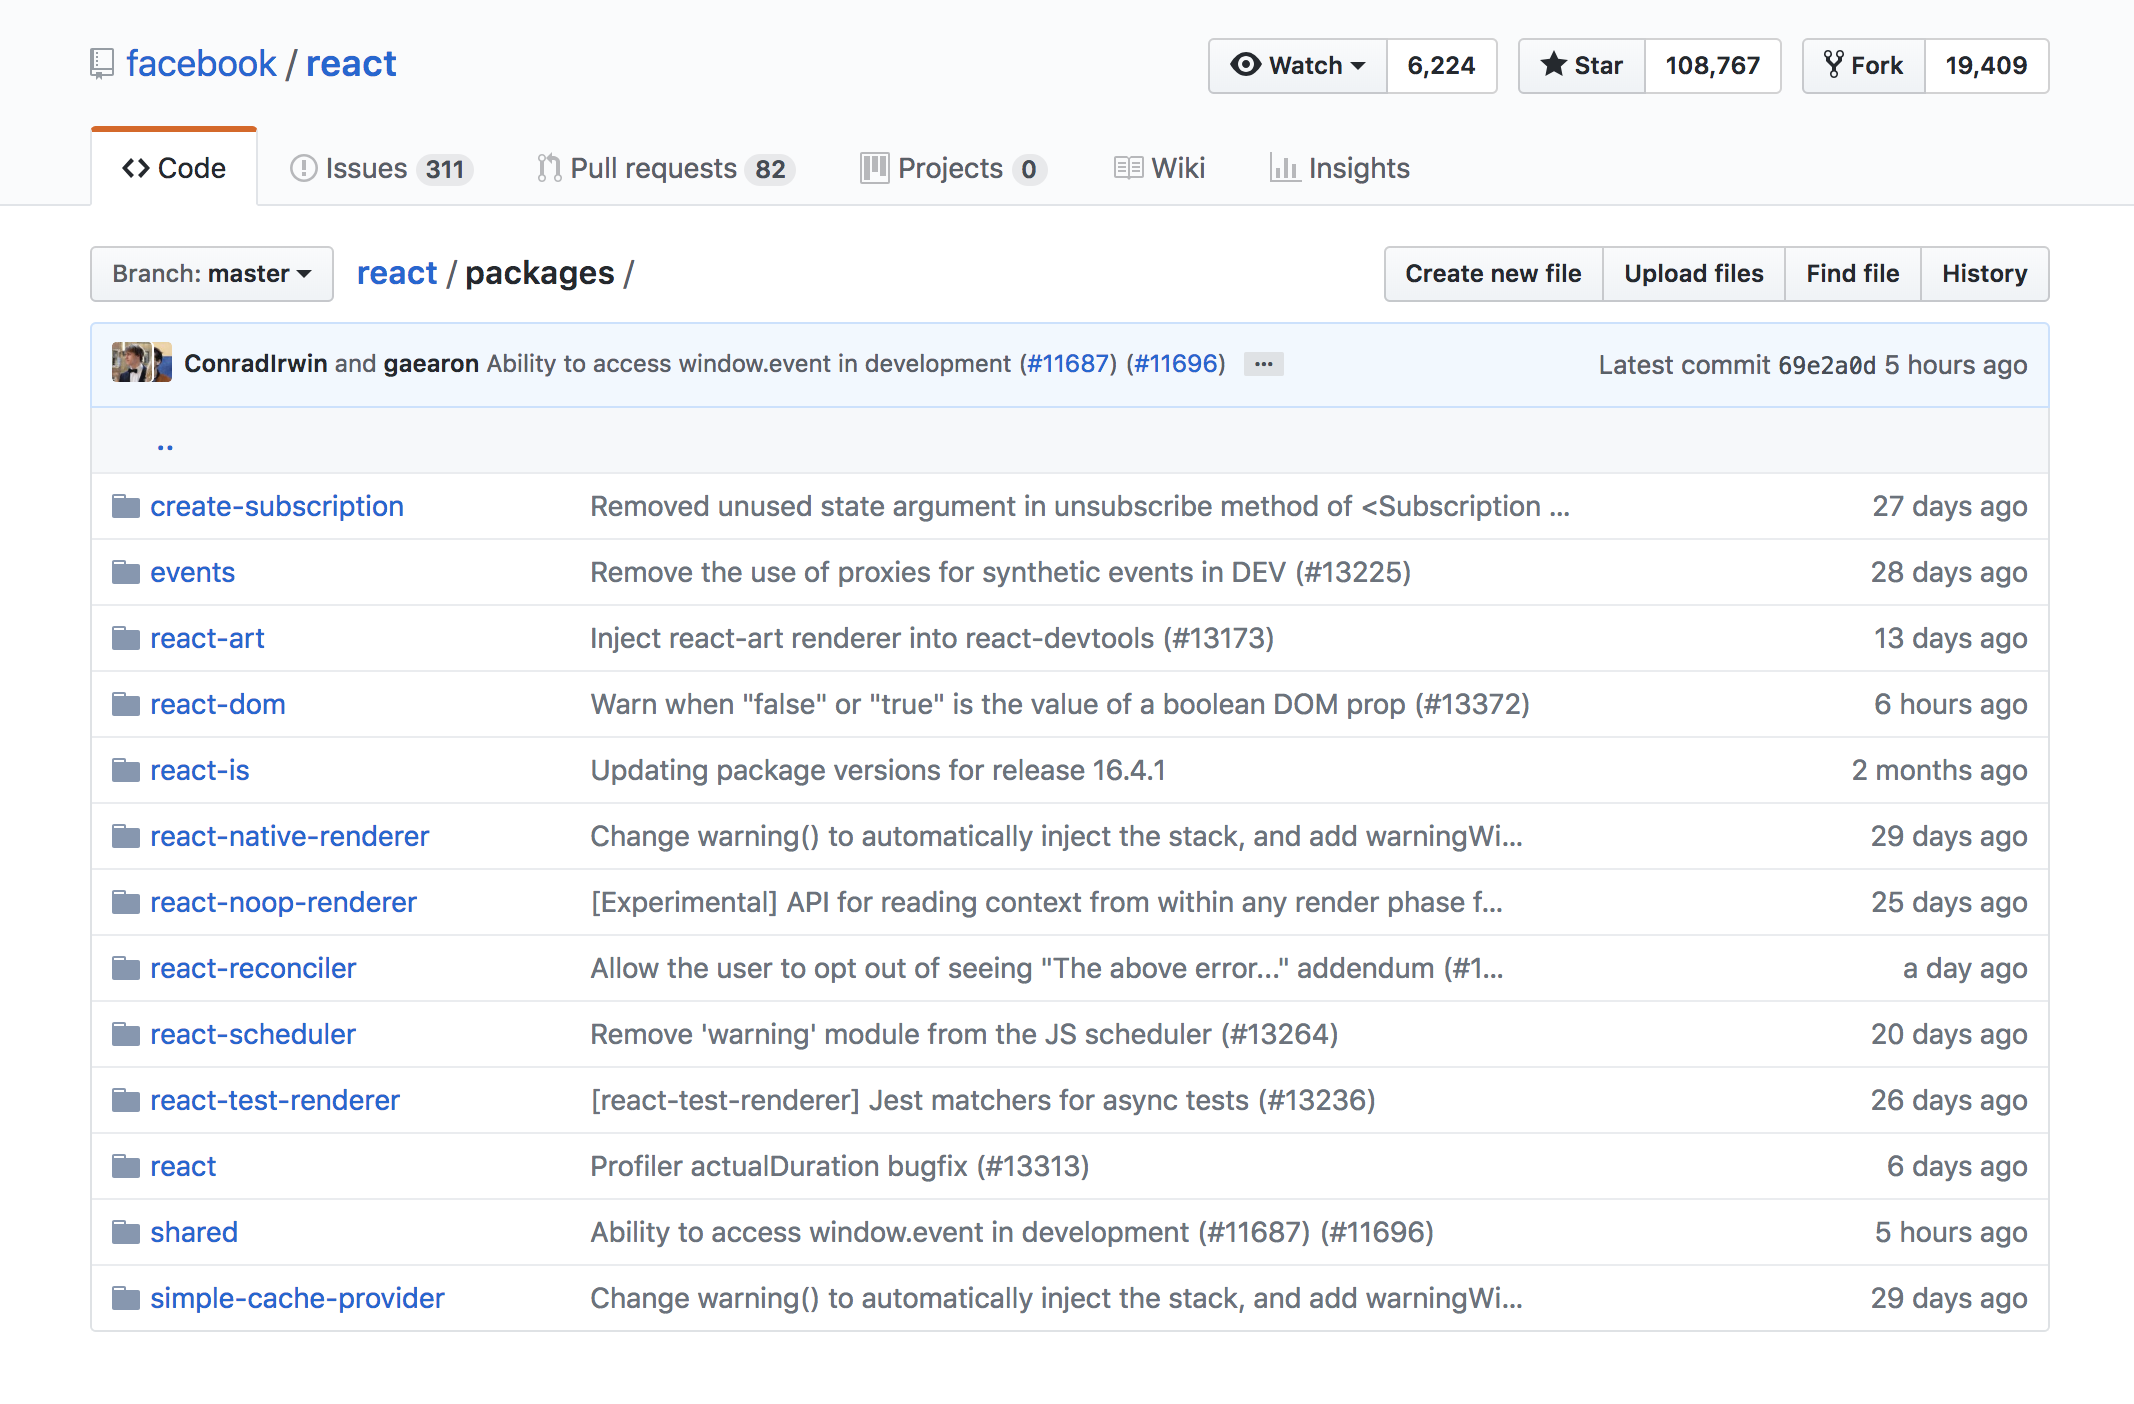 facebook / react Watch 6,224 Star 108,767 Fork 19,409
Code Issues 311 Pull requests 82 Projects 0 Wiki Insights
Branch: master react / packages / Create new file Upload files Find file History
ConradIrwin and gaearon Ability to access window.event in development (#11687) (#11696) ... Latest commit 69e2a0d 5 hours ago
..
create-subscription Removed unused state argument in unsubscribe method of <Subscription ... 27 days ago
events Remove the use of proxies for synthetic events in DEV (#13225) 28 days ago
react-art Inject react-art renderer into react-devtools (#13173) 13 days ago
react-dom Warn when "false" or "true" is the value of a boolean DOM prop (#13372) 6 hours ago
react-is Updating package versions for release 16.4.1 2 months ago
react-native-renderer Change warning() to automatically inject the stack, and add warningWi... 29 days ago
react-noop-renderer [Experimental] API for reading context from within any render phase f... 25 days ago
react-reconciler Allow the user to opt out of seeing "The above error..." addendum (#1... a day ago
react-scheduler Remove 'warning' module from the JS scheduler (#13264) 20 days ago
react-test-renderer [react-test-renderer] Jest matchers for async tests (#13236) 26 days ago
react Profiler actualDuration bugfix (#13313) 6 days ago
shared Ability to access window.event in development (#11687) (#11696) 5 hours ago
simple-cache-provider Change warning() to automatically inject the stack, and add warningWi... 29 days ago